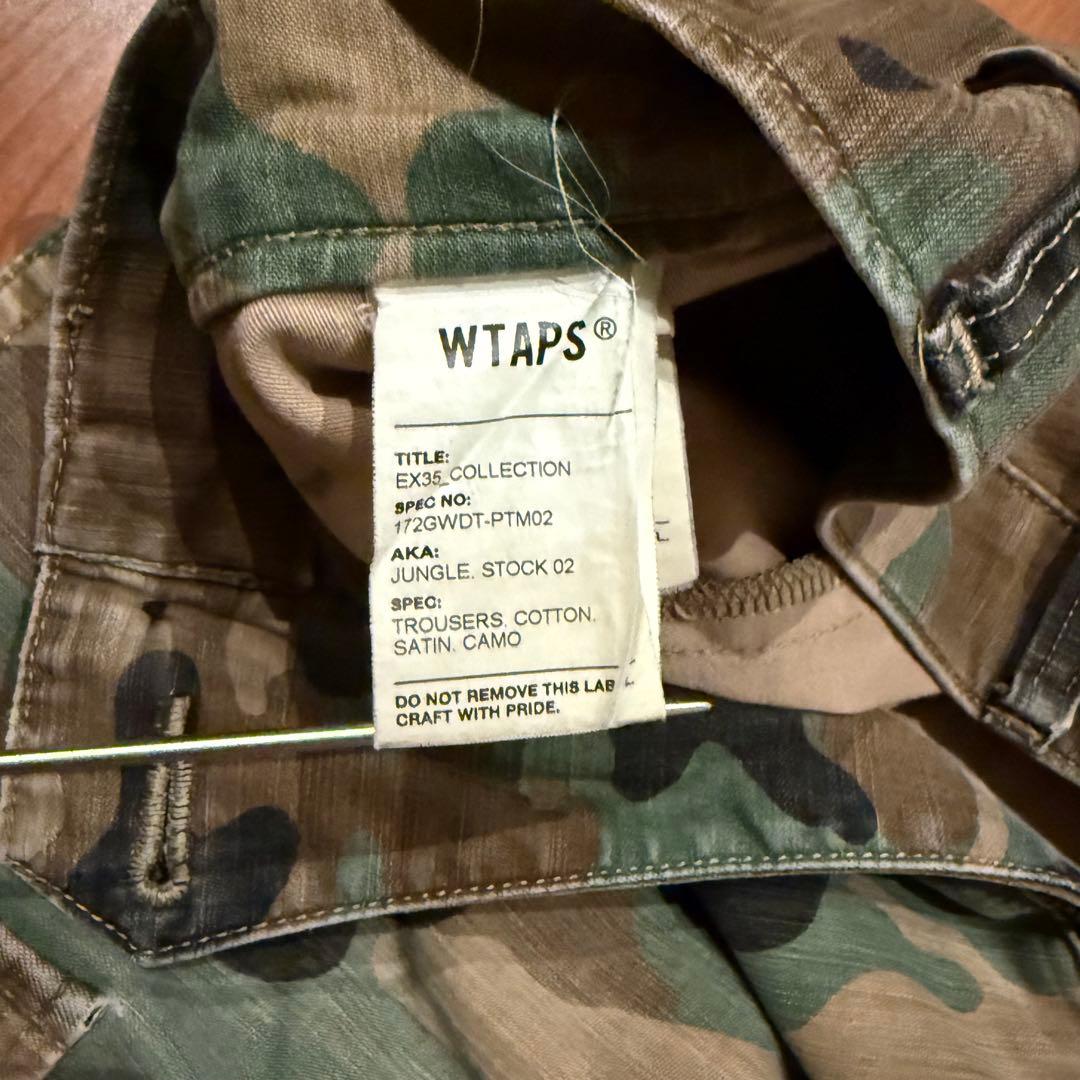 WTAPS®
TITLE:
EX35_COLLECTION
SPEC NO:
172GWDT-PTM02
AKA:
JUNGLE. STOCK 02
SPEC:
TROUSERS. COTTON.
SATIN. CAMO
DO NOT REMOVE THIS LAB
CRAFT WITH PRIDE.